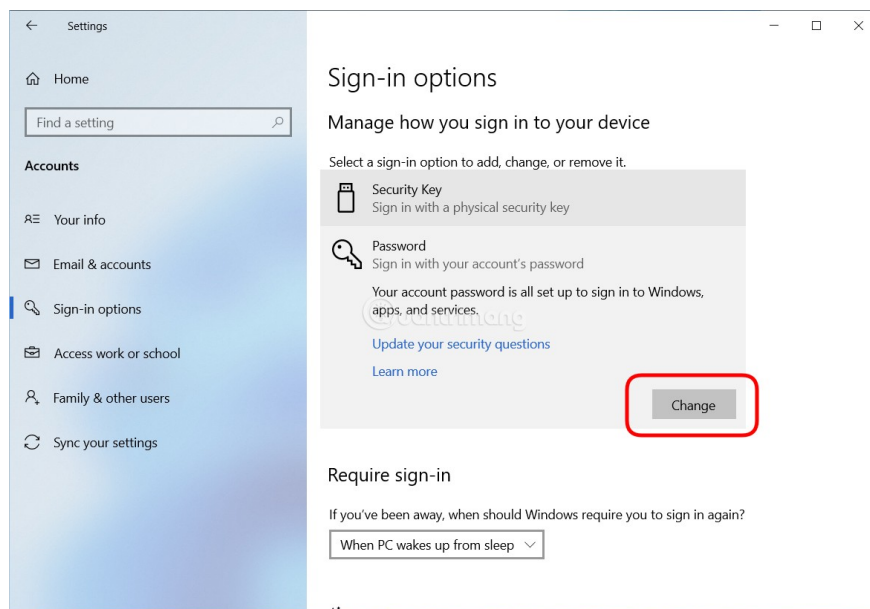 Settings
Home
Find a setting
Accounts
Your info
Email & accounts
Sign-in options
Access work or school
Family & other users
Sync your settings
Sign-in options
Manage how you sign in to your device
Select a sign-in option to add, change, or remove it.
Security Key
Sign in with a physical security key
Password
Sign in with your account's password
Your account password is all set up to sign in to Windows,
apps, and services.
Update your security questions
Learn more
Change
Require sign-in
If you've been away, when should Windows require you to sign in again?
When PC wakes up from sleep